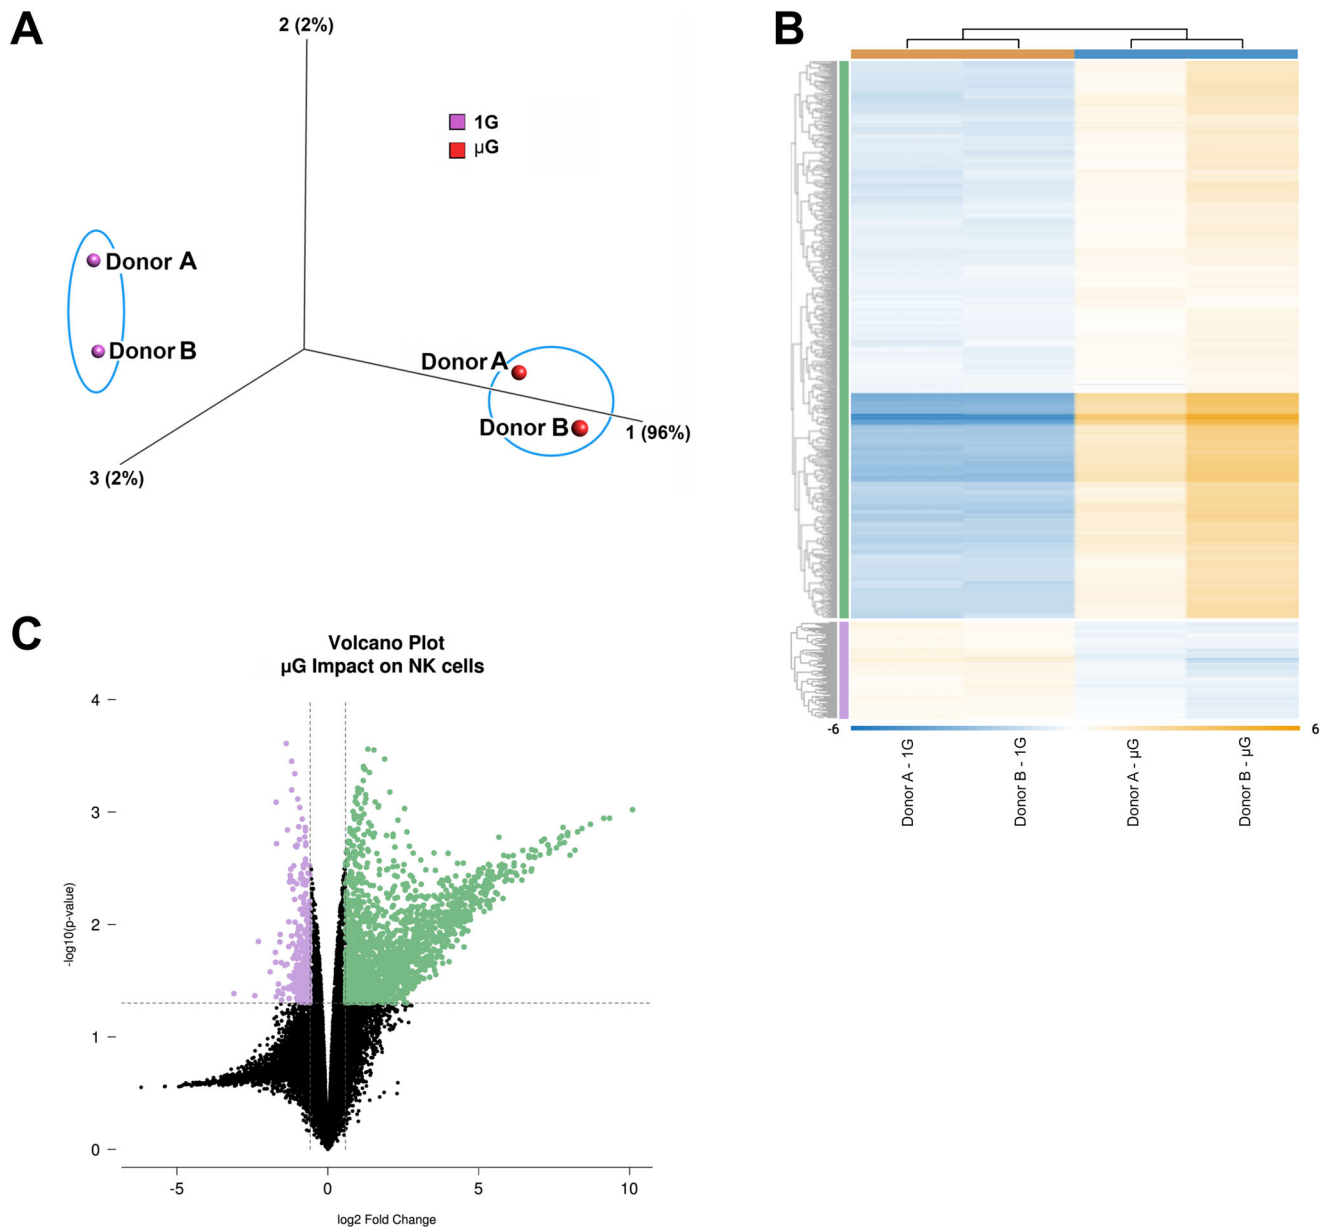 A
2 (2%)
1G
µG
Donor A
Donor B
Donor A
Donor B
1 (96%)
3 (2%)
B
-6
6
Donor A - 1G
Donor B - 1G
Donor A - µG
Donor B - µG
C
Volcano Plot
µG Impact on NK cells
4
3
2
1
0
-log10(p-value)
-5
0
5
10
log2 Fold Change